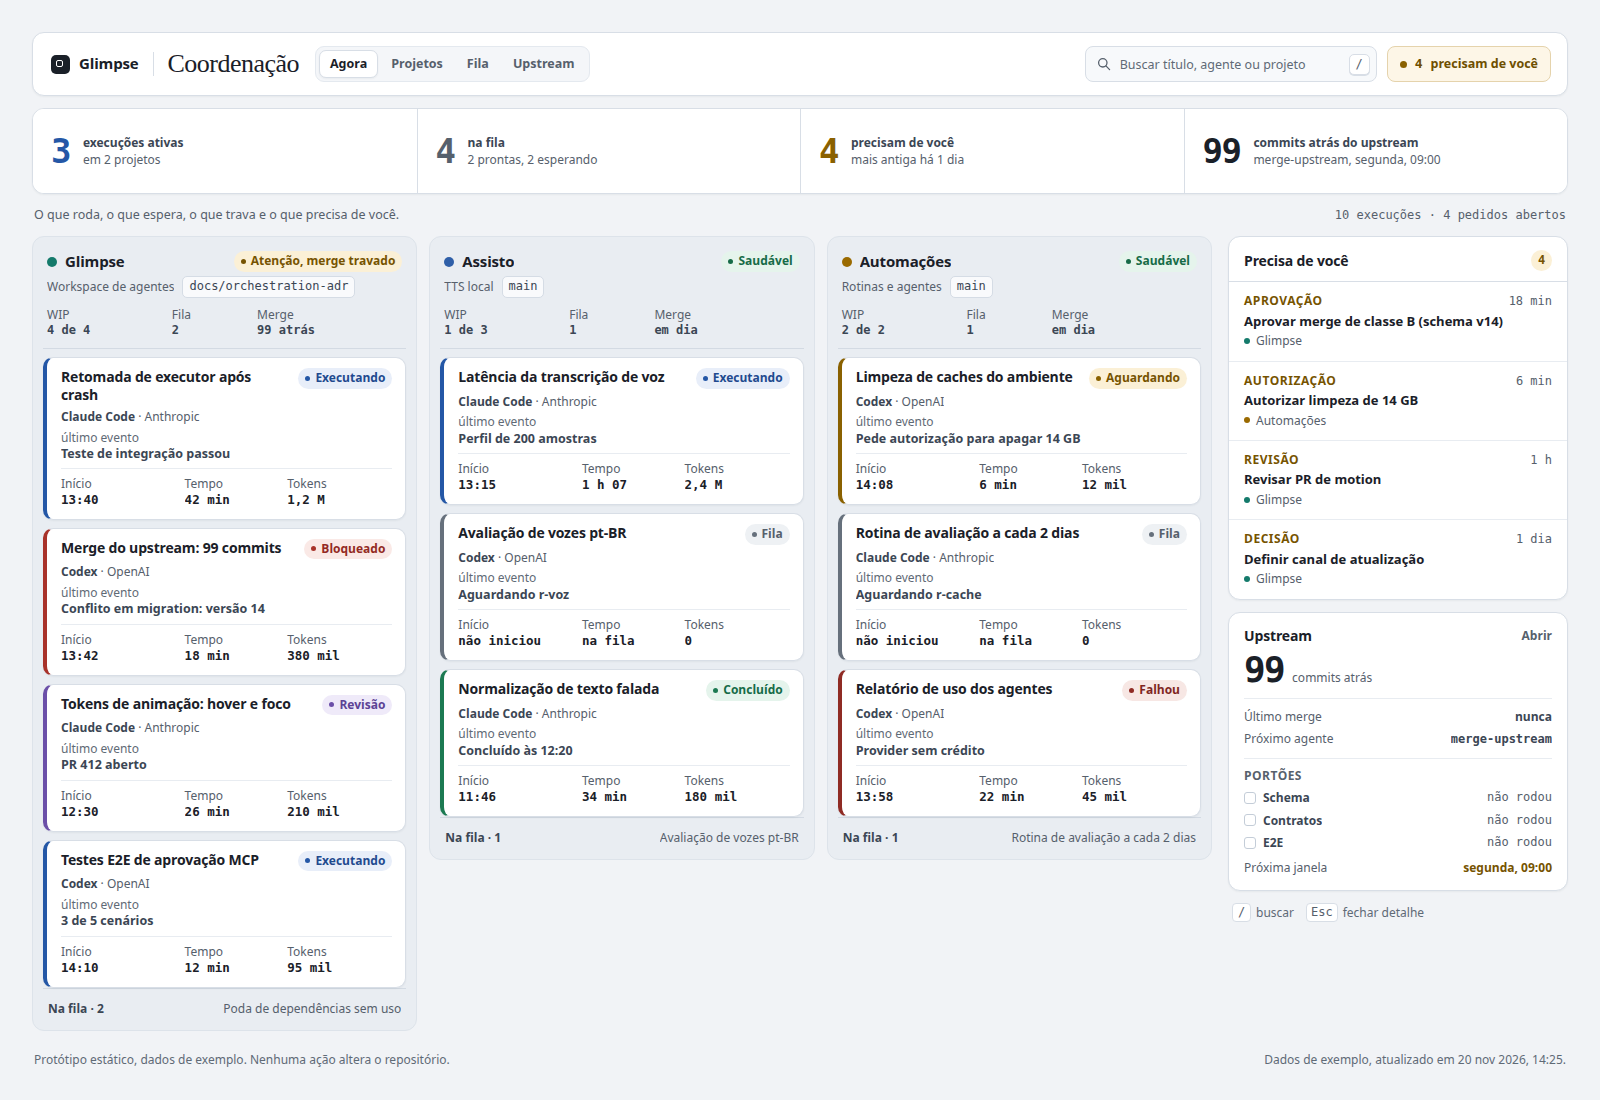 Glimpse
Coordenação
Agora
Projetos
Fila
Upstream
Buscar título, agente ou projeto
/
4 precisam de você
3
execuções ativas
em 2 projetos
4
na fila
2 prontas, 2 esperando
4
precisam de você
mais antiga há 1 dia
99
commits atrás do upstream
merge-upstream, segunda, 09:00
O que roda, o que espera, o que trava e o que precisa de você.
10 execuções · 4 pedidos abertos
Glimpse
Atenção, merge travado
Workspace de agentes
docs/orchestration-adr
WIP Fila Merge
4 de 4 2 99 atrás
Retomada de executor após
crash
Executando
Claude Code · Anthropic
último evento
Teste de integração passou
Início Tempo Tokens
13:40 42 min 1,2 M
Merge do upstream: 99 commits
Bloqueado
Codex · OpenAI
último evento
Conflito em migration: versão 14
Início Tempo Tokens
13:42 18 min 380 mil
Tokens de animação: hover e foco
Revisão
Claude Code · Anthropic
último evento
PR 412 aberto
Início Tempo Tokens
12:30 26 min 210 mil
Testes E2E de aprovação MCP
Executando
Codex · OpenAI
último evento
3 de 5 cenários
Início Tempo Tokens
14:10 12 min 95 mil
Na fila · 2
Poda de dependências sem uso
Assisto
Saudável
TTS local
main
WIP Fila Merge
1 de 3 1 em dia
Latência da transcrição de voz
Executando
Claude Code · Anthropic
último evento
Perfil de 200 amostras
Início Tempo Tokens
13:15 1 h 07 2,4 M
Avaliação de vozes pt-BR
Fila
Codex · OpenAI
último evento
Aguardando r-voz
Início Tempo Tokens
não iniciou na fila 0
Normalização de texto falada
Concluído
Claude Code · Anthropic
último evento
Concluído às 12:20
Início Tempo Tokens
11:46 34 min 180 mil
Na fila · 1
Avaliação de vozes pt-BR
Automações
Saudável
Rotinas e agentes
main
WIP Fila Merge
2 de 2 1 em dia
Limpeza de caches do ambiente
Aguardando
Codex · OpenAI
último evento
Pede autorização para apagar 14 GB
Início Tempo Tokens
14:08 6 min 12 mil
Rotina de avaliação a cada 2 dias
Fila
Claude Code · Anthropic
último evento
Aguardando r-cache
Início Tempo Tokens
não iniciou na fila 0
Relatório de uso dos agentes
Falhou
Codex · OpenAI
último evento
Provider sem crédito
Início Tempo Tokens
13:58 22 min 45 mil
Na fila · 1
Rotina de avaliação a cada 2 dias
Precisa de você
4
APROVAÇÃO 18 min
Aprovar merge de classe B (schema v14)
Glimpse
AUTORIZAÇÃO 6 min
Autorizar limpeza de 14 GB
Automações
REVISÃO 1 h
Revisar PR de motion
Glimpse
DECISÃO 1 dia
Definir canal de atualização
Glimpse
Upstream
Abrir
99 commits atrás
Último merge nunca
Próximo agente merge-upstream
PORTÕES
Schema não rodou
Contratos não rodou
E2E não rodou
Próxima janela segunda, 09:00
/ buscar Esc fechar detalhe
Protótipo estático, dados de exemplo. Nenhuma ação altera o repositório.
Dados de exemplo, atualizado em 20 nov 2026, 14:25.